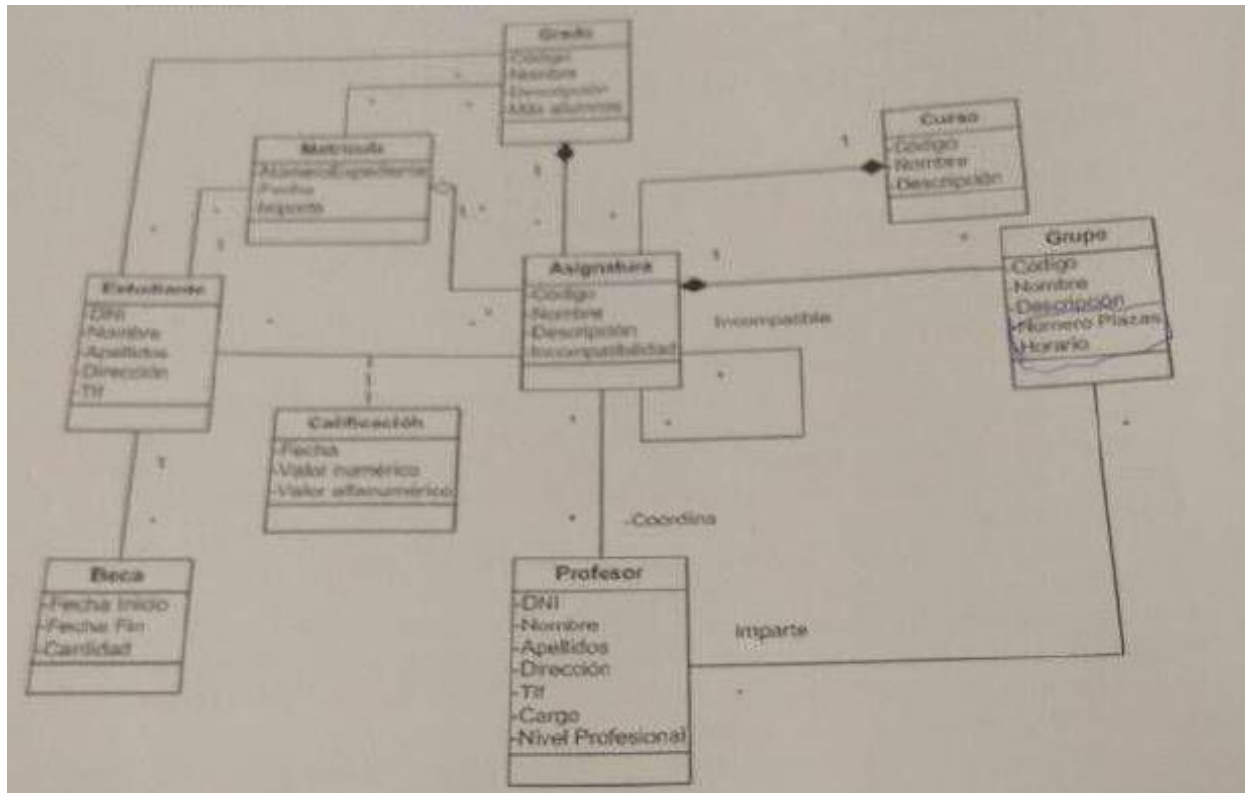 Grado
-Código
-Nombre
-Descripción
-Máx alumnos
Matrícula
-NúmeroExpediente
-Fecha
-Importe
Curso
-Código
-Nombre
-Descripción
1
1
1
*
1
*
Grupo
-Código
-Nombre
-Descripción
-Número Plazas
-Horario
Asignatura
-Código
-Nombre
-Descripción
-Incompatibilidad
Incompatible
*
*
Estudiante
-DNI
-Nombre
-Apellidos
-Dirección
-Tlf
1
Calificación
-Fecha
-Valor numérico
-Valor alfanumérico
1
*
*
*
-Coordina
Beca
-Fecha Inicio
-Fecha Fin
-Cantidad
Profesor
-DNI
-Nombre
-Apellidos
-Dirección
-Tlf
-Cargo
-Nivel Profesional
Imparte
*